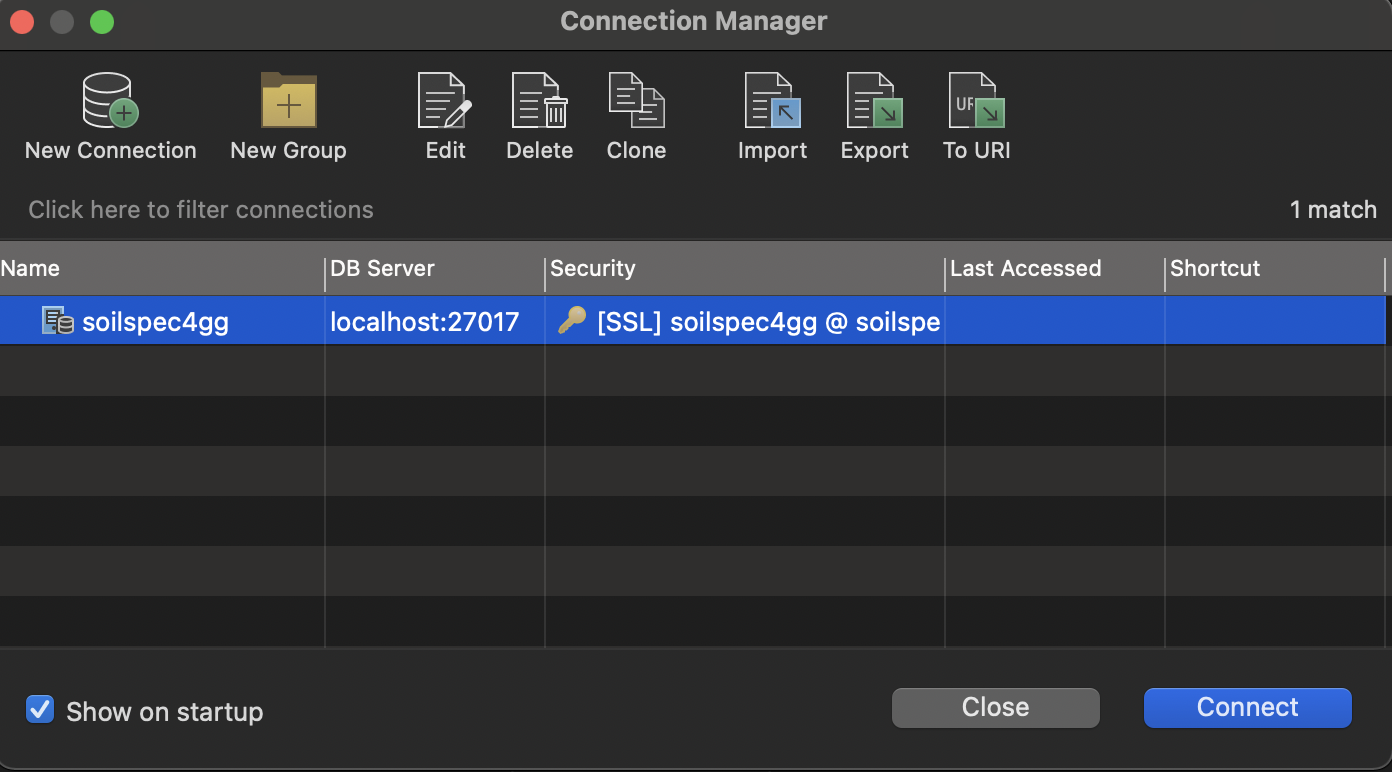 Connection Manager
New Connection
New Group
Edit
Delete
Clone
Import
Export
To URI
Click here to filter connections
1 match
Name
DB Server
Security
Last Accessed
Shortcut
soilspec4gg
localhost:27017
[SSL] soilspec4gg @ soilspe
Show on startup
Close
Connect